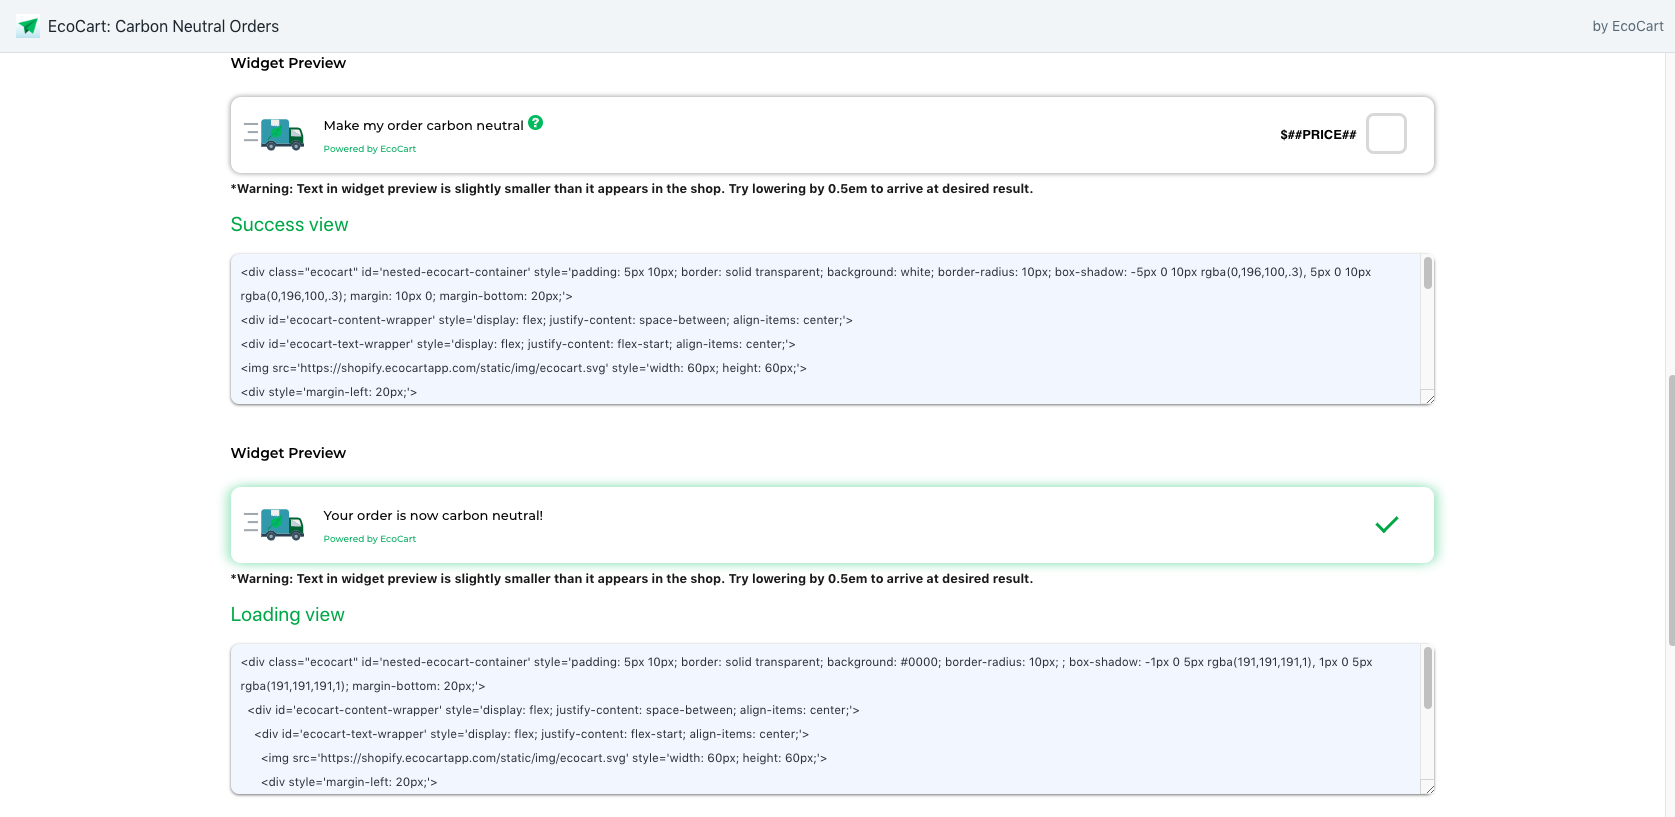 EcoCart: Carbon Neutral Orders
by EcoCart
Widget Preview
Make my order carbon neutral ?
Powered by EcoCart
$##PRICE##
*Warning: Text in widget preview is slightly smaller than it appears in the shop. Try lowering by 0.5em to arrive at desired result.
Success view
<div class="ecocart" id='nested-ecocart-container' style='padding: 5px 10px; border: solid transparent; background: white; border-radius: 10px; box-shadow: -5px 0 10px rgba(0,196,100,.3), 5px 0 10px
rgba(0,196,100,.3); margin: 10px 0; margin-bottom: 20px;'>
<div id='ecocart-content-wrapper' style='display: flex; justify-content: space-between; align-items: center;'>
<div id='ecocart-text-wrapper' style='display: flex; justify-content: flex-start; align-items: center;'>
<img src='https://shopify.ecocartapp.com/static/img/ecocart.svg' style='width: 60px; height: 60px;'>
<div style='margin-left: 20px;'>
Widget Preview
Your order is now carbon neutral!
Powered by EcoCart
*Warning: Text in widget preview is slightly smaller than it appears in the shop. Try lowering by 0.5em to arrive at desired result.
Loading view
<div class="ecocart" id='nested-ecocart-container' style='padding: 5px 10px; border: solid transparent; background: #0000; border-radius: 10px; ; box-shadow: -1px 0 5px rgba(191,191,191,1), 1px 0 5px
rgba(191,191,191,1); margin-bottom: 20px;'>
<div id='ecocart-content-wrapper' style='display: flex; justify-content: space-between; align-items: center;'>
<div id='ecocart-text-wrapper' style='display: flex; justify-content: flex-start; align-items: center;'>
<img src='https://shopify.ecocartapp.com/static/img/ecocart.svg' style='width: 60px; height: 60px;'>
<div style='margin-left: 20px;'>